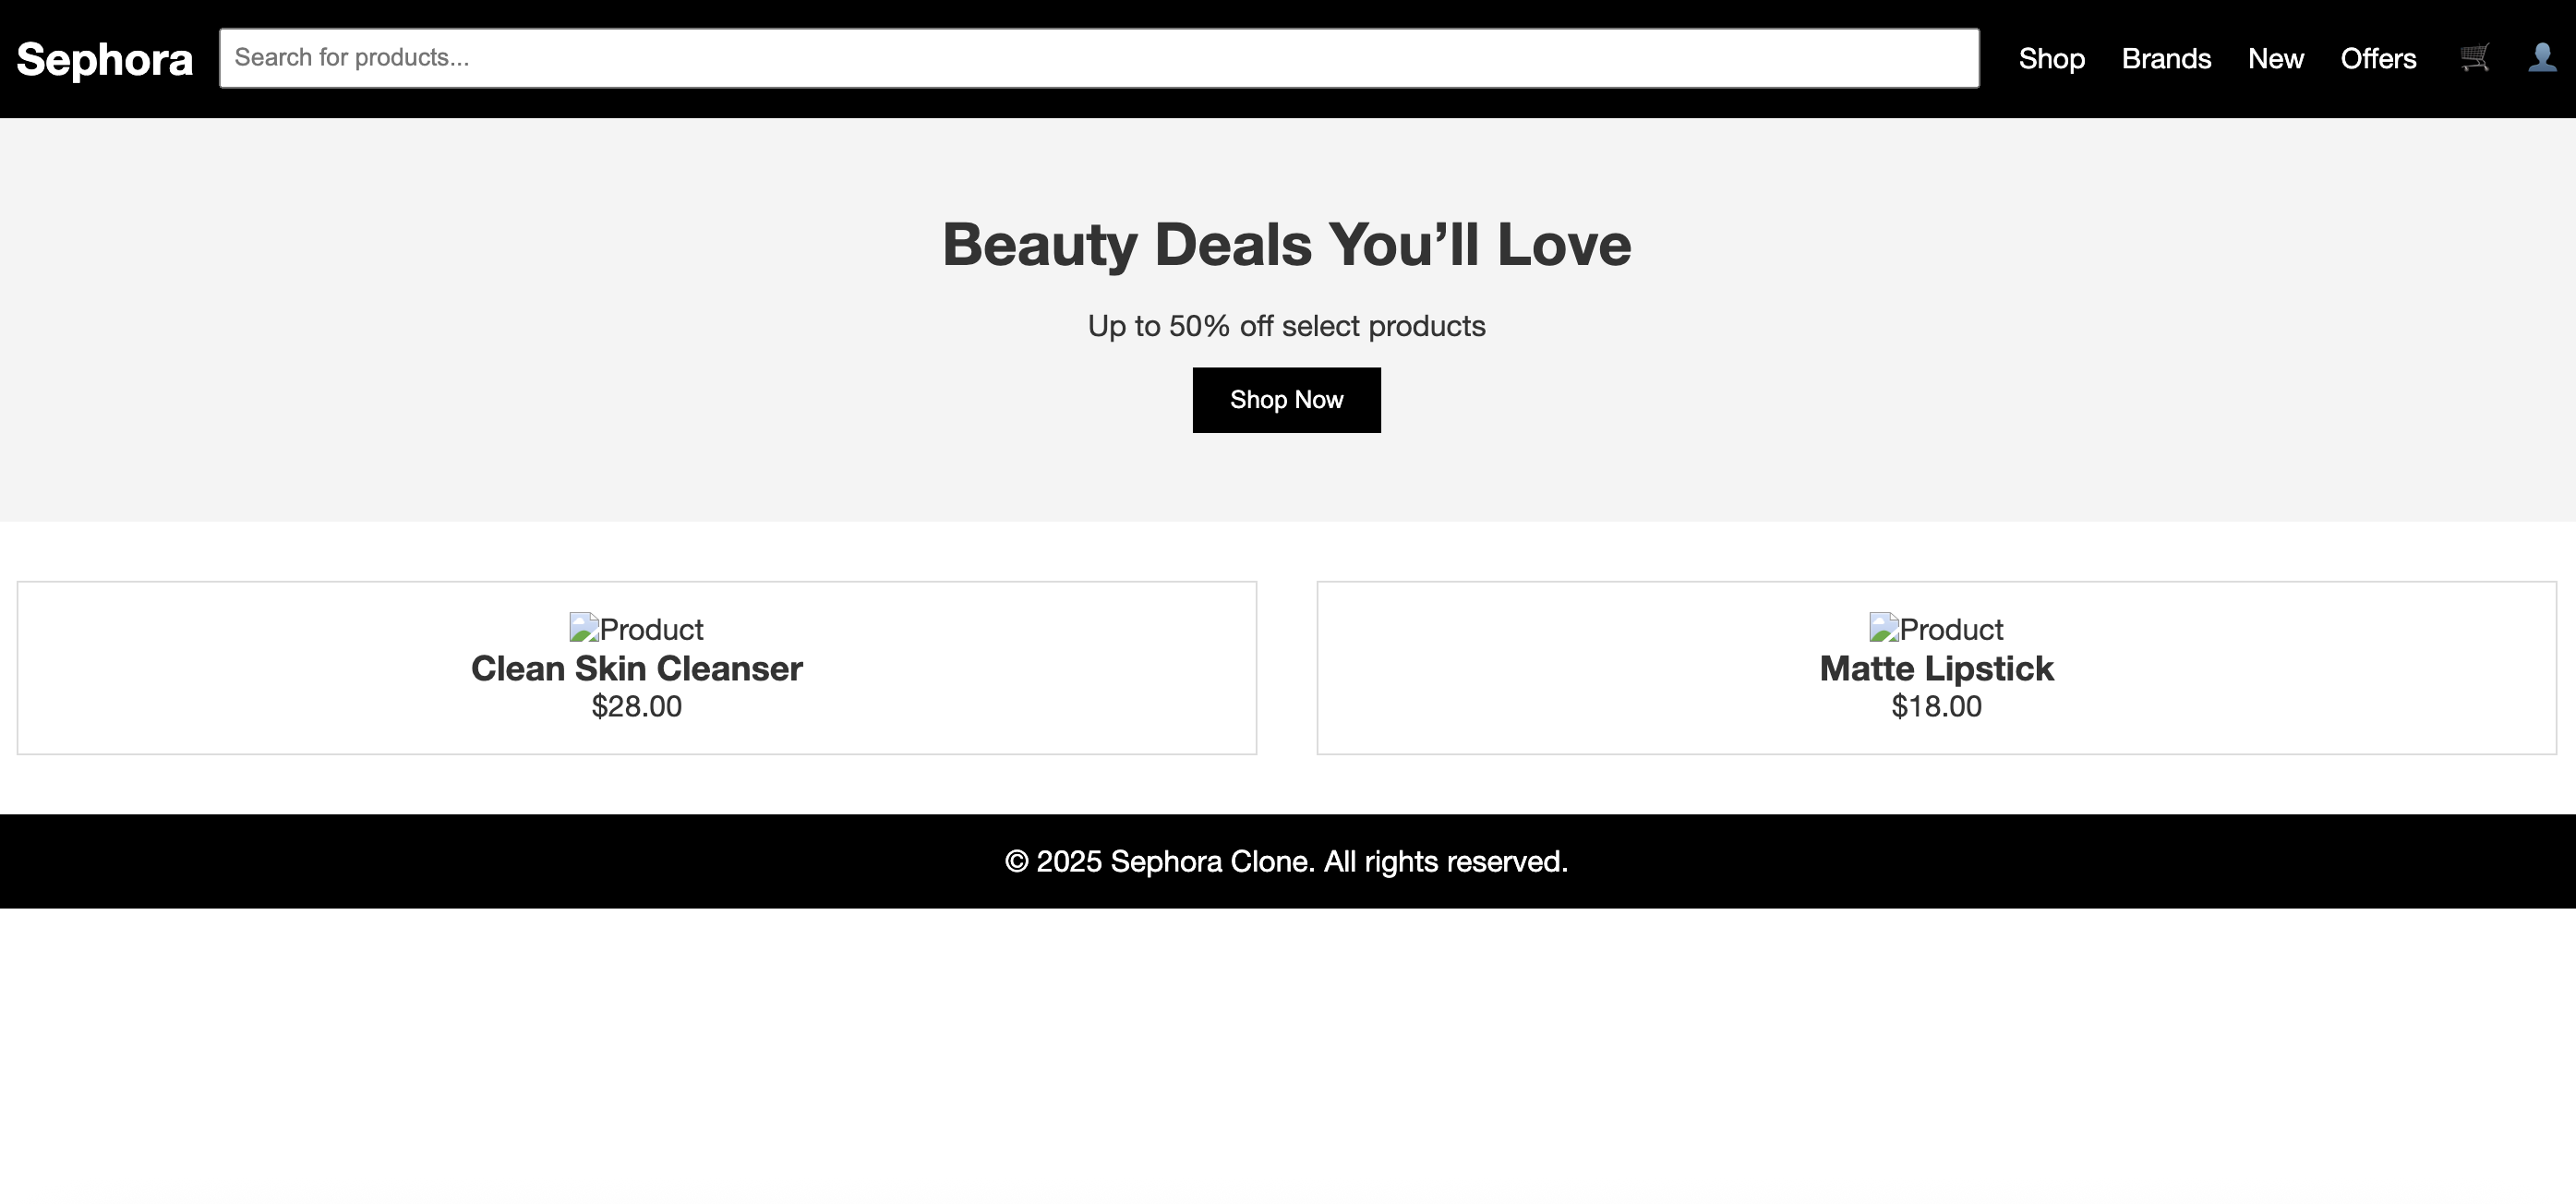 Sephora
Search for products...
Shop Brands New Offers
Beauty Deals You’ll Love
Up to 50% off select products
Shop Now
Product
Clean Skin Cleanser
$28.00
Product
Matte Lipstick
$18.00
© 2025 Sephora Clone. All rights reserved.